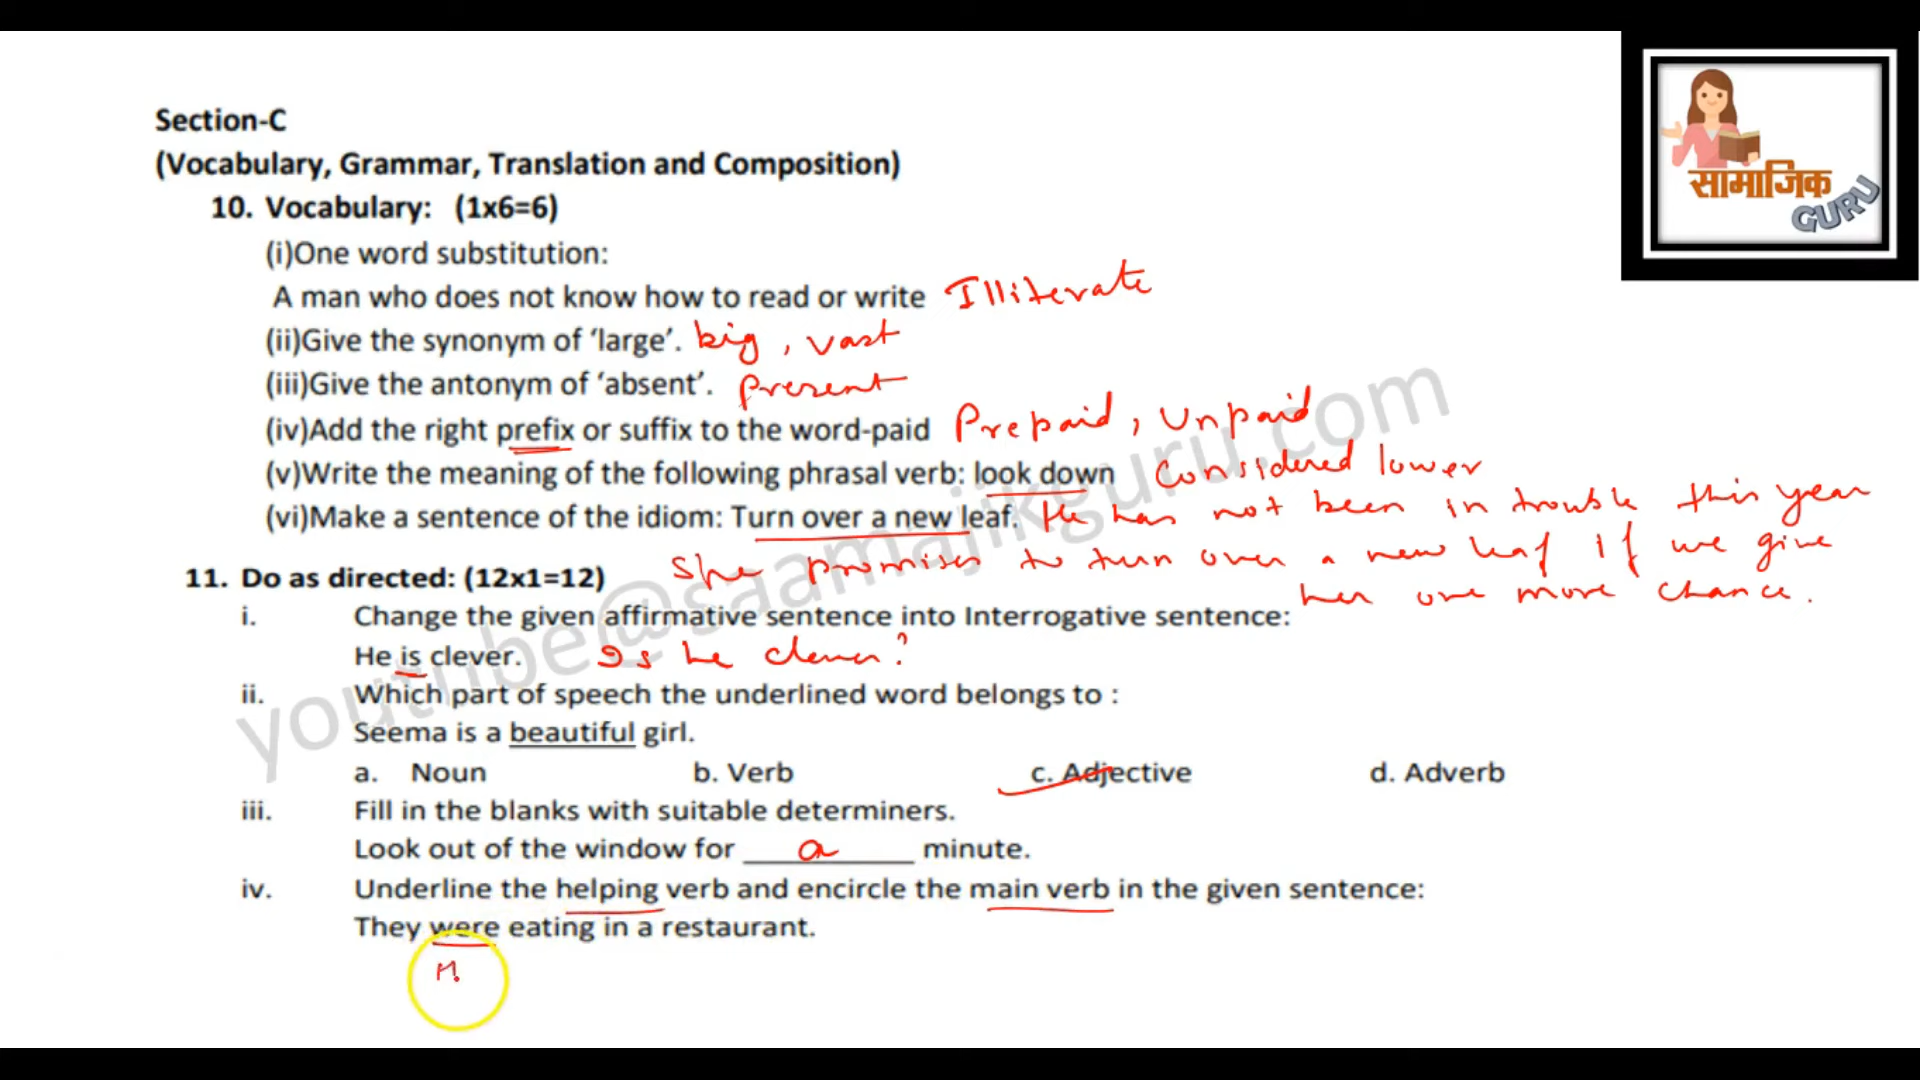 Section-C
(Vocabulary, Grammar, Translation and Composition)
10. Vocabulary: (1x6=6)
(i)One word substitution:
A man who does not know how to read or write Illiterate
(ii)Give the synonym of ‘large’. big, vast
(iii)Give the antonym of ‘absent’. Present
(iv)Add the right prefix or suffix to the word-paid Prepaid, Unpaid
(v)Write the meaning of the following phrasal verb: look down Considered lower
(vi)Make a sentence of the idiom: Turn over a new leaf. He has not been in trouble this year
She promises to turn over a new leaf If we give
her one more chance.
11. Do as directed: (12x1=12)
i. Change the given affirmative sentence into Interrogative sentence:
He is clever. Is he clever?
ii. Which part of speech the underlined word belongs to :
Seema is a beautiful girl.
a. Noun b. Verb c. Adjective d. Adverb
iii. Fill in the blanks with suitable determiners.
Look out of the window for a minute.
iv. Underline the helping verb and encircle the main verb in the given sentence:
They were eating in a restaurant.
H.
सामाजिक
GURU
youtube@saamajikguru.com